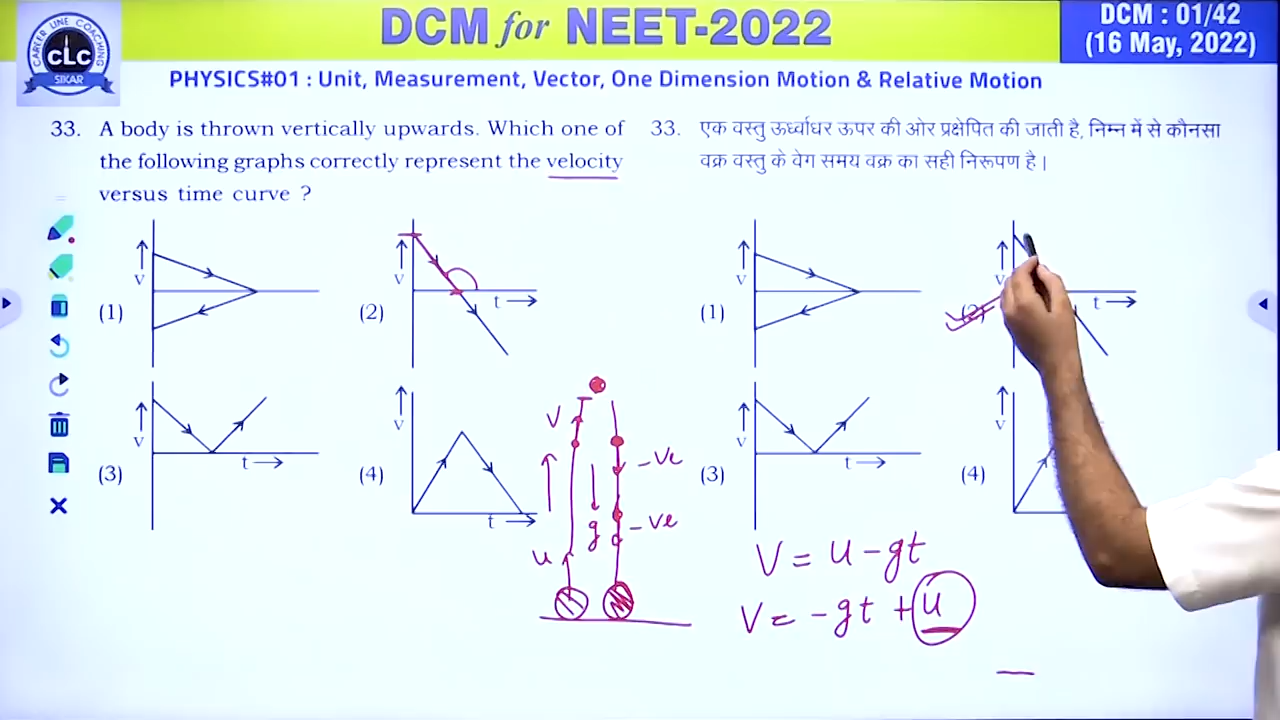 CAREER LINE COACHING
CLC
SIKAR
DCM for NEET-2022
DCM : 01/42
(16 May, 2022)
PHYSICS#01 : Unit, Measurement, Vector, One Dimension Motion & Relative Motion
33. A body is thrown vertically upwards. Which one of
the following graphs correctly represent the velocity
versus time curve ?
33. एक वस्तु ऊर्ध्वाधर ऊपर की ओर प्रक्षेपित की जाती है, निम्न में से कौनसा
वक्र वस्तु के वेग समय वक्र का सही निरूपण है।
(1)
v
(2)
v
t
(3)
v
t
(4)
v
t
(1)
v
(2)
v
t
(3)
v
t
(4)
V
u
g
-ve
-ve
V = u - gt
V = -gt + u